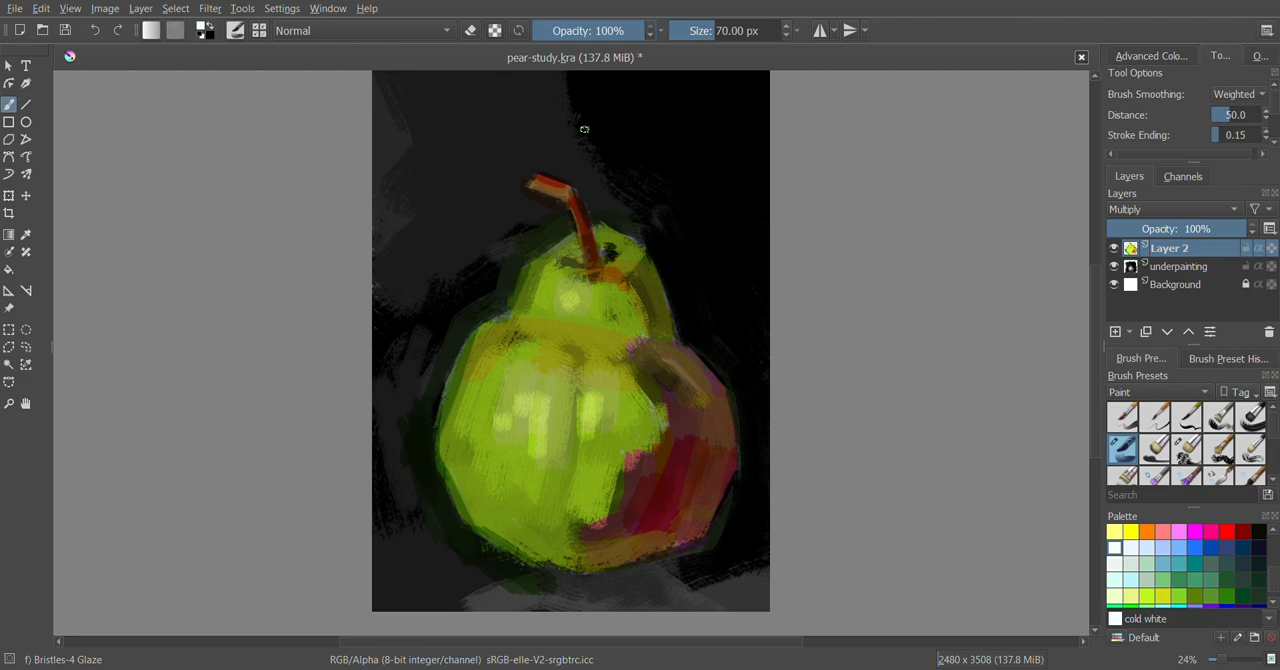 File Edit View Image Layer Select Filter Tools Settings Window Help
Normal
Opacity: 100%
Size: 70.00 px
pear-study.kra (137.8 MiB) *
Advanced Colo... To... O...
Tool Options
Brush Smoothing: Weighted
Distance: 50.0
Stroke Ending: 0.15
Layers Channels
Layers
Multiply
Opacity: 100%
Layer 2
underpainting
Background
Brush Pre... Brush Preset His...
Brush Presets
Paint
Tag
Search
Palette
cold white
Default
f) Bristles-4 Glaze
RGB/Alpha (8-bit integer/channel) sRGB-elle-V2-srgbtrc.icc
2480 x 3508 (137.8 MiB)
24%